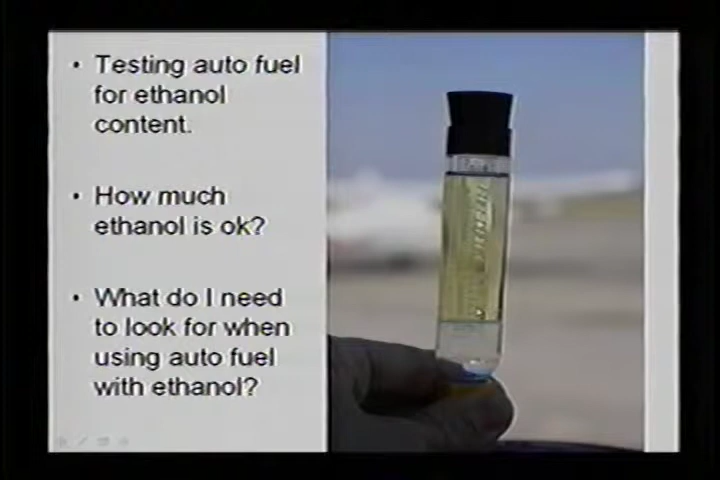 • Testing auto fuel
for ethanol
content.
• How much
ethanol is ok?
• What do I need
to look for when
using auto fuel
with ethanol?